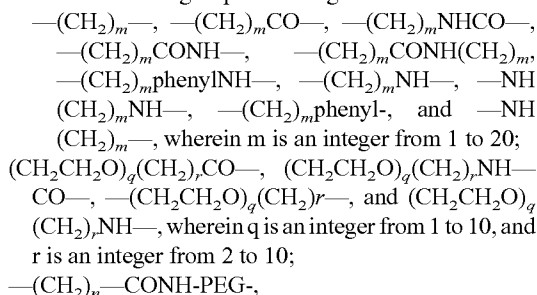 —(CH2)m—, —(CH2)mCO—, —(CH2)mNHCO—,
—(CH2)mCONH—, —(CH2)mCONH(CH2)m,
—(CH2)mphenylNH—, —(CH2)mNH—, —NH
(CH2)mNH—, —(CH2)mphenyl-, and —NH
(CH2)m—, wherein m is an integer from 1 to 20;
(CH2CH2O)q(CH2)rCO—, (CH2CH2O)q(CH2)rNH—
CO—, —(CH2CH2O)q(CH2)r—, and (CH2CH2O)q
(CH2)rNH—, wherein q is an integer from 1 to 10, and
r is an integer from 2 to 10;
—(CH2)n—CONH-PEG-,